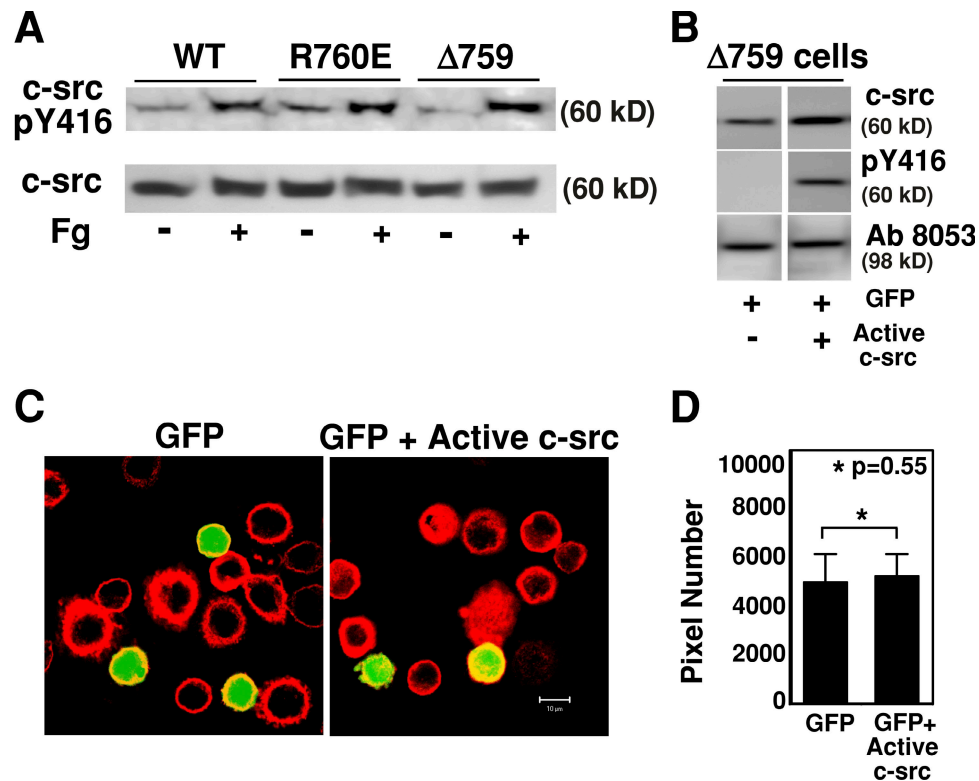 A
WT R760E Δ759
c-src
pY416
(60 kD)
c-src
(60 kD)
Fg - + - + - +
B
Δ759 cells
c-src
(60 kD)
pY416
(60 kD)
Ab 8053
(98 kD)
+ + GFP
- + Active
c-src
C
GFP GFP + Active c-src
10 μm
D
* p=0.55
*
Pixel Number
10000
8000
6000
4000
2000
0
GFP GFP+
Active
c-src